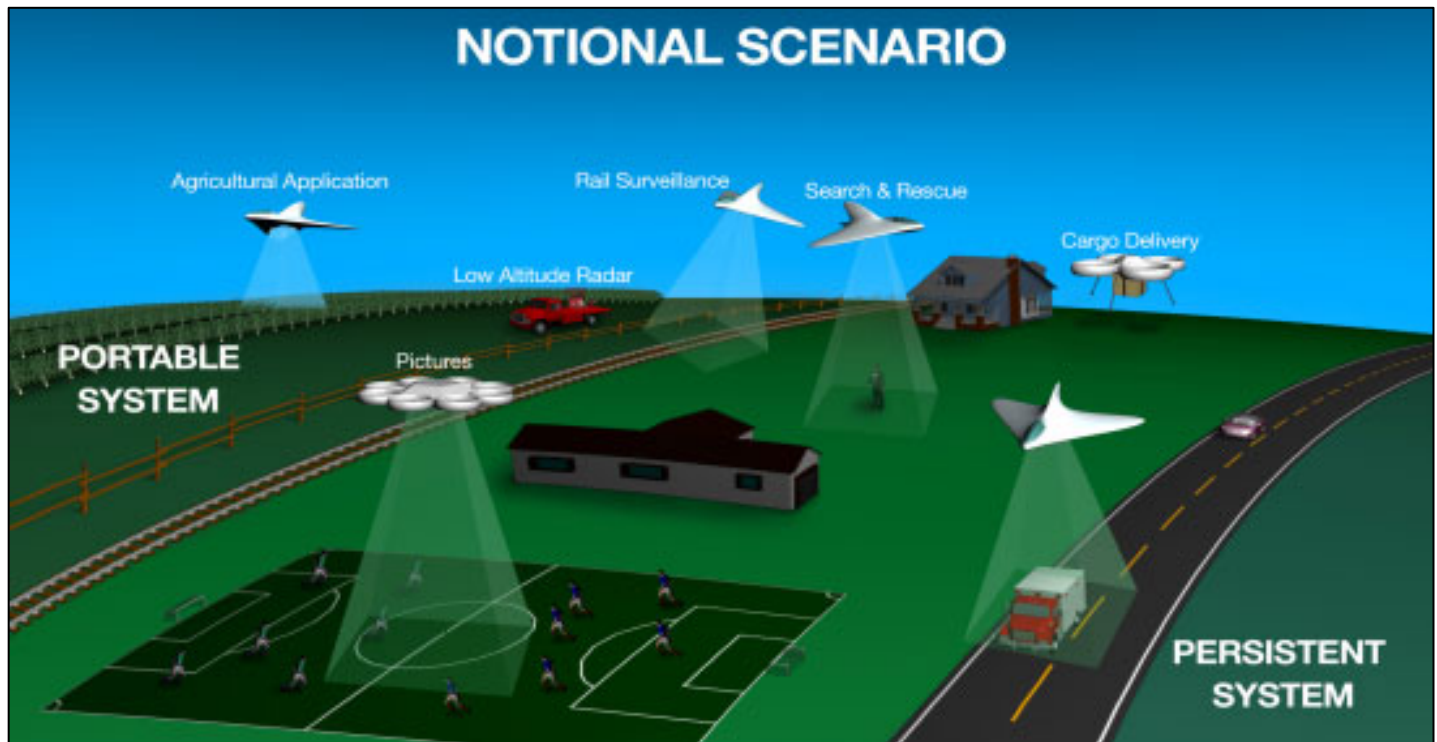 NOTIONAL SCENARIO
Agricultural Application
Rail Surveillance
Search & Rescue
Cargo Delivery
Low Altitude Radar
PORTABLE
SYSTEM
Pictures
PERSISTENT
SYSTEM